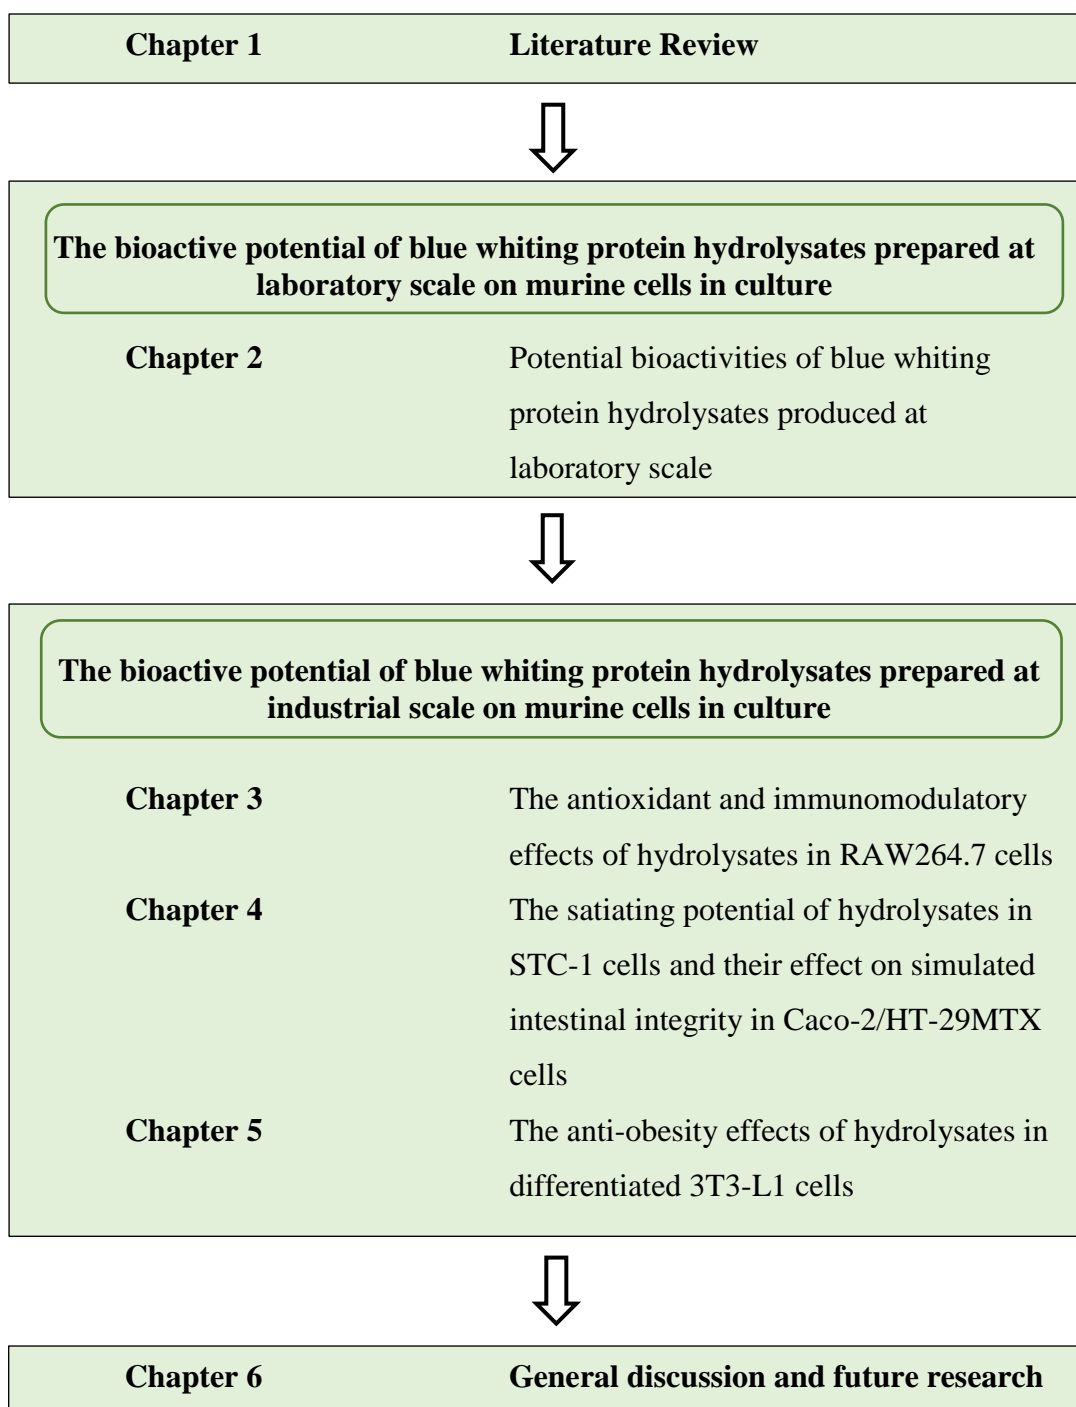 Chapter 1 Literature Review
The bioactive potential of blue whiting protein hydrolysates prepared at
laboratory scale on murine cells in culture
Chapter 2 Potential bioactivities of blue whiting
protein hydrolysates produced at
laboratory scale
The bioactive potential of blue whiting protein hydrolysates prepared at
industrial scale on murine cells in culture
Chapter 3 The antioxidant and immunomodulatory
effects of hydrolysates in RAW264.7 cells
Chapter 4 The satiating potential of hydrolysates in
STC-1 cells and their effect on simulated
intestinal integrity in Caco-2/HT-29MTX
cells
Chapter 5 The anti-obesity effects of hydrolysates in
differentiated 3T3-L1 cells
Chapter 6 General discussion and future research